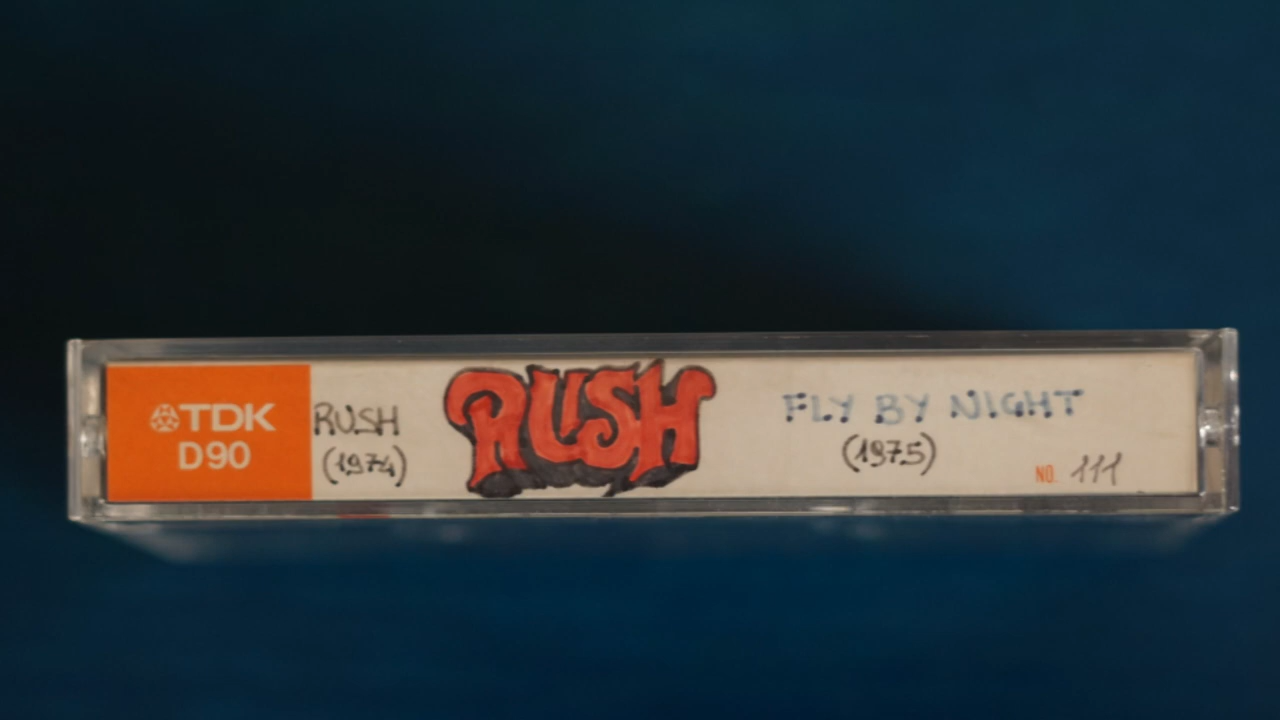 TDK
D90
RUSH
(1974)
RUSH
FLY BY NIGHT
(1975)
NO. 111